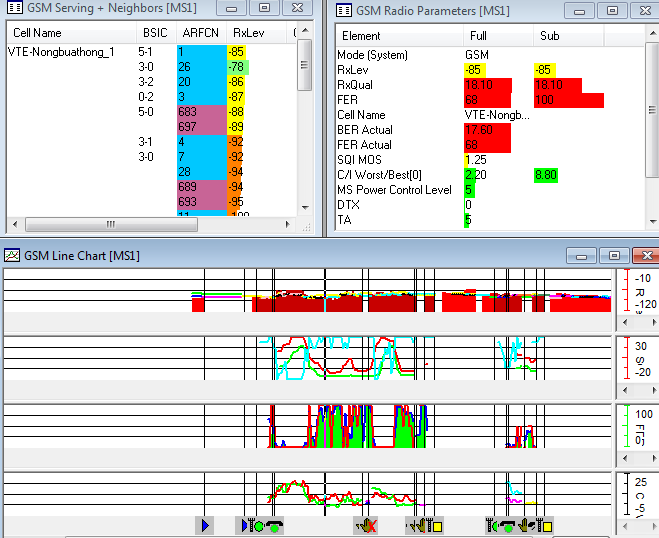 GSM Serving + Neighbors [MS1]
Cell Name BSIC ARFCN RxLev
VTE-Nongbuathong_1 5-1 1 -85
3-0 26 -78
3-2 20 -86
0-2 3 -87
5-0 683 -88
697 -89
3-1 4 -92
3-0 7 -92
28 -94
689 -94
693 -95
11 -100
GSM Radio Parameters [MS1]
Element Full Sub
Mode (System) GSM
RxLev -85 -85
RxQual 18,10 18,10
FER 68 100
Cell Name VTE-Nongb...
BER Actual 17.60
FER Actual 68
SQI MOS 1.25
C/I Worst/Best[0] 2.20 8.80
MS Power Control Level 5
DTX 0
TA 5
GSM Line Chart [MS1]
-10
-120
30
-20
100
0
25
-5